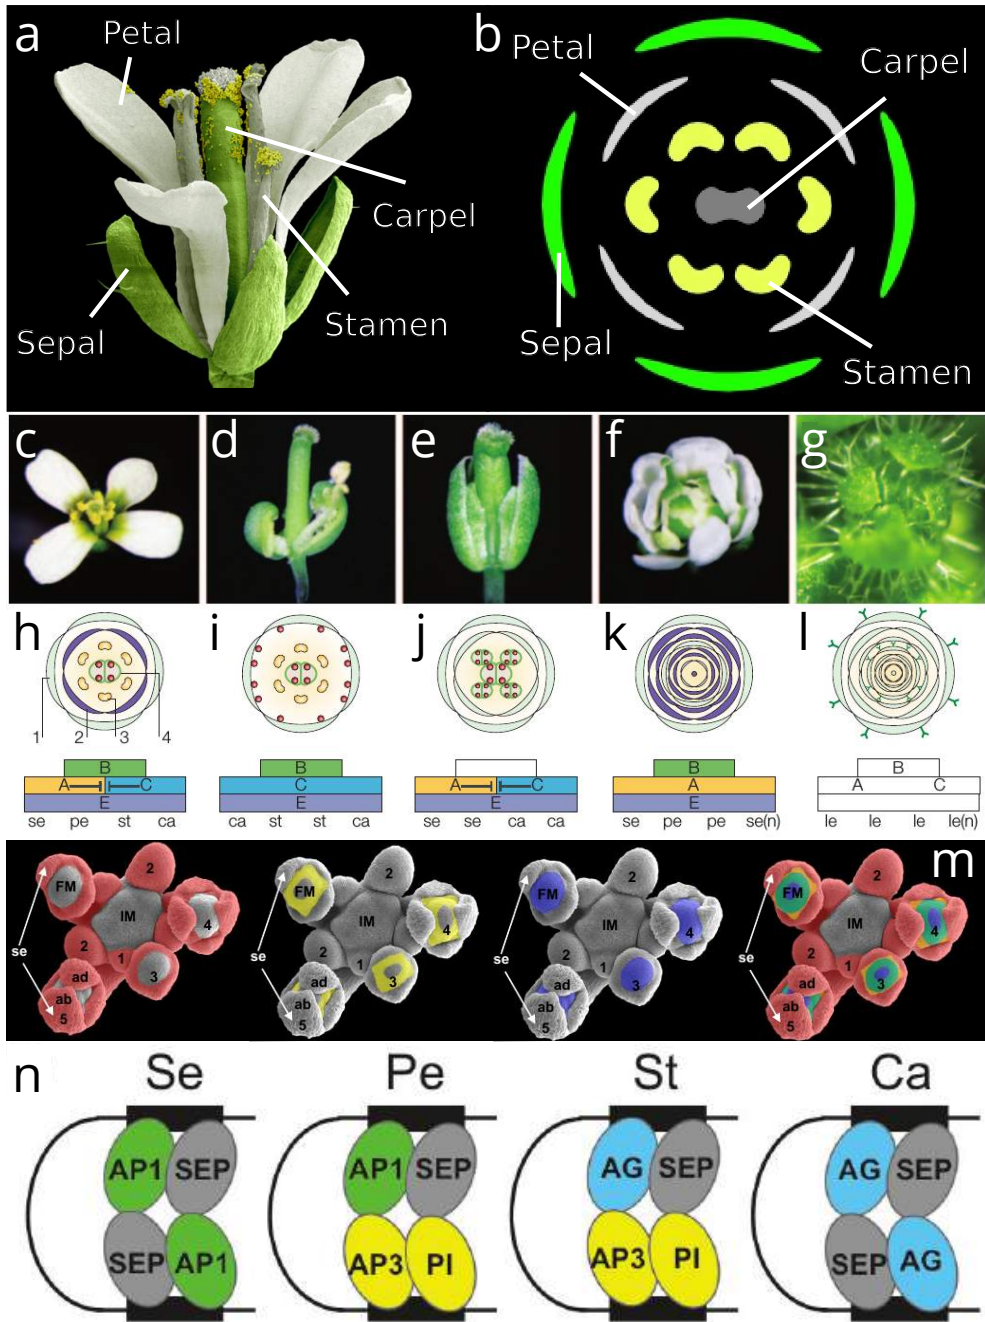 a
Petal
Carpel
Stamen
Sepal
b
Petal
Carpel
Sepal
Stamen
c
d
e
f
g
h
i
j
k
l
1 2 3 4
B
A C
E
se pe st ca
B
C
E
ca st st ca
A C
E
se se ca ca
B
A
E
se pe pe se(n)
B
A C
le le le le(n)
m
FM
2
IM
4
se
2
1
3
ad
ab
5
FM
2
IM
4
se
2
1
3
ad
ab
5
FM
2
IM
4
se
2
1
3
ad
ab
5
FM
2
IM
4
se
2
1
3
ad
ab
5
n
Se Pe St Ca
AP1 SEP AP1 SEP AG SEP AG SEP
SEP AP1 AP3 PI AP3 PI SEP AG